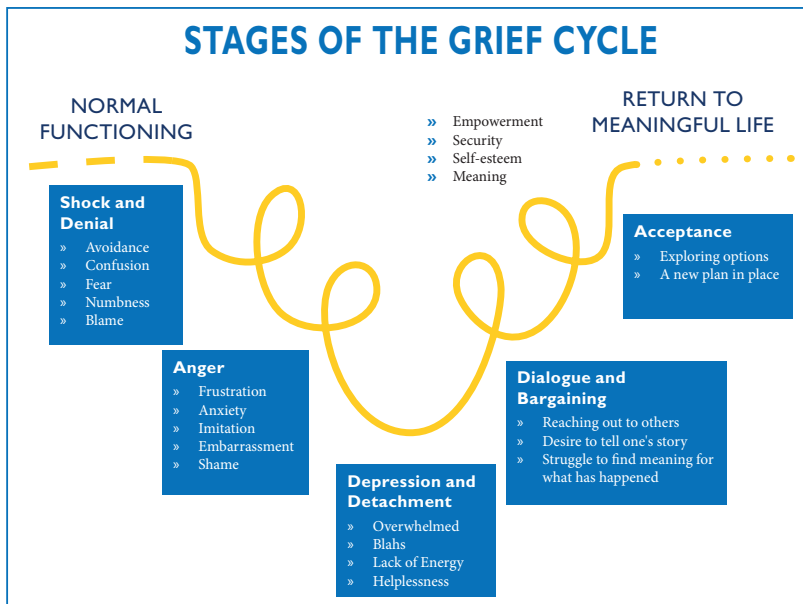 STAGES OF THE GRIEF CYCLE
NORMAL
FUNCTIONING
» Empowerment
» Security
» Self-esteem
» Meaning
RETURN TO
MEANINGFUL LIFE
Shock and
Denial
» Avoidance
» Confusion
» Fear
» Numbness
» Blame
Anger
» Frustration
» Anxiety
» Imitation
» Embarrassment
» Shame
Depression and
Detachment
» Overwhelmed
» Blahs
» Lack of Energy
» Helplessness
Dialogue and
Bargaining
» Reaching out to others
» Desire to tell one's story
» Struggle to find meaning for
what has happened
Acceptance
» Exploring options
» A new plan in place